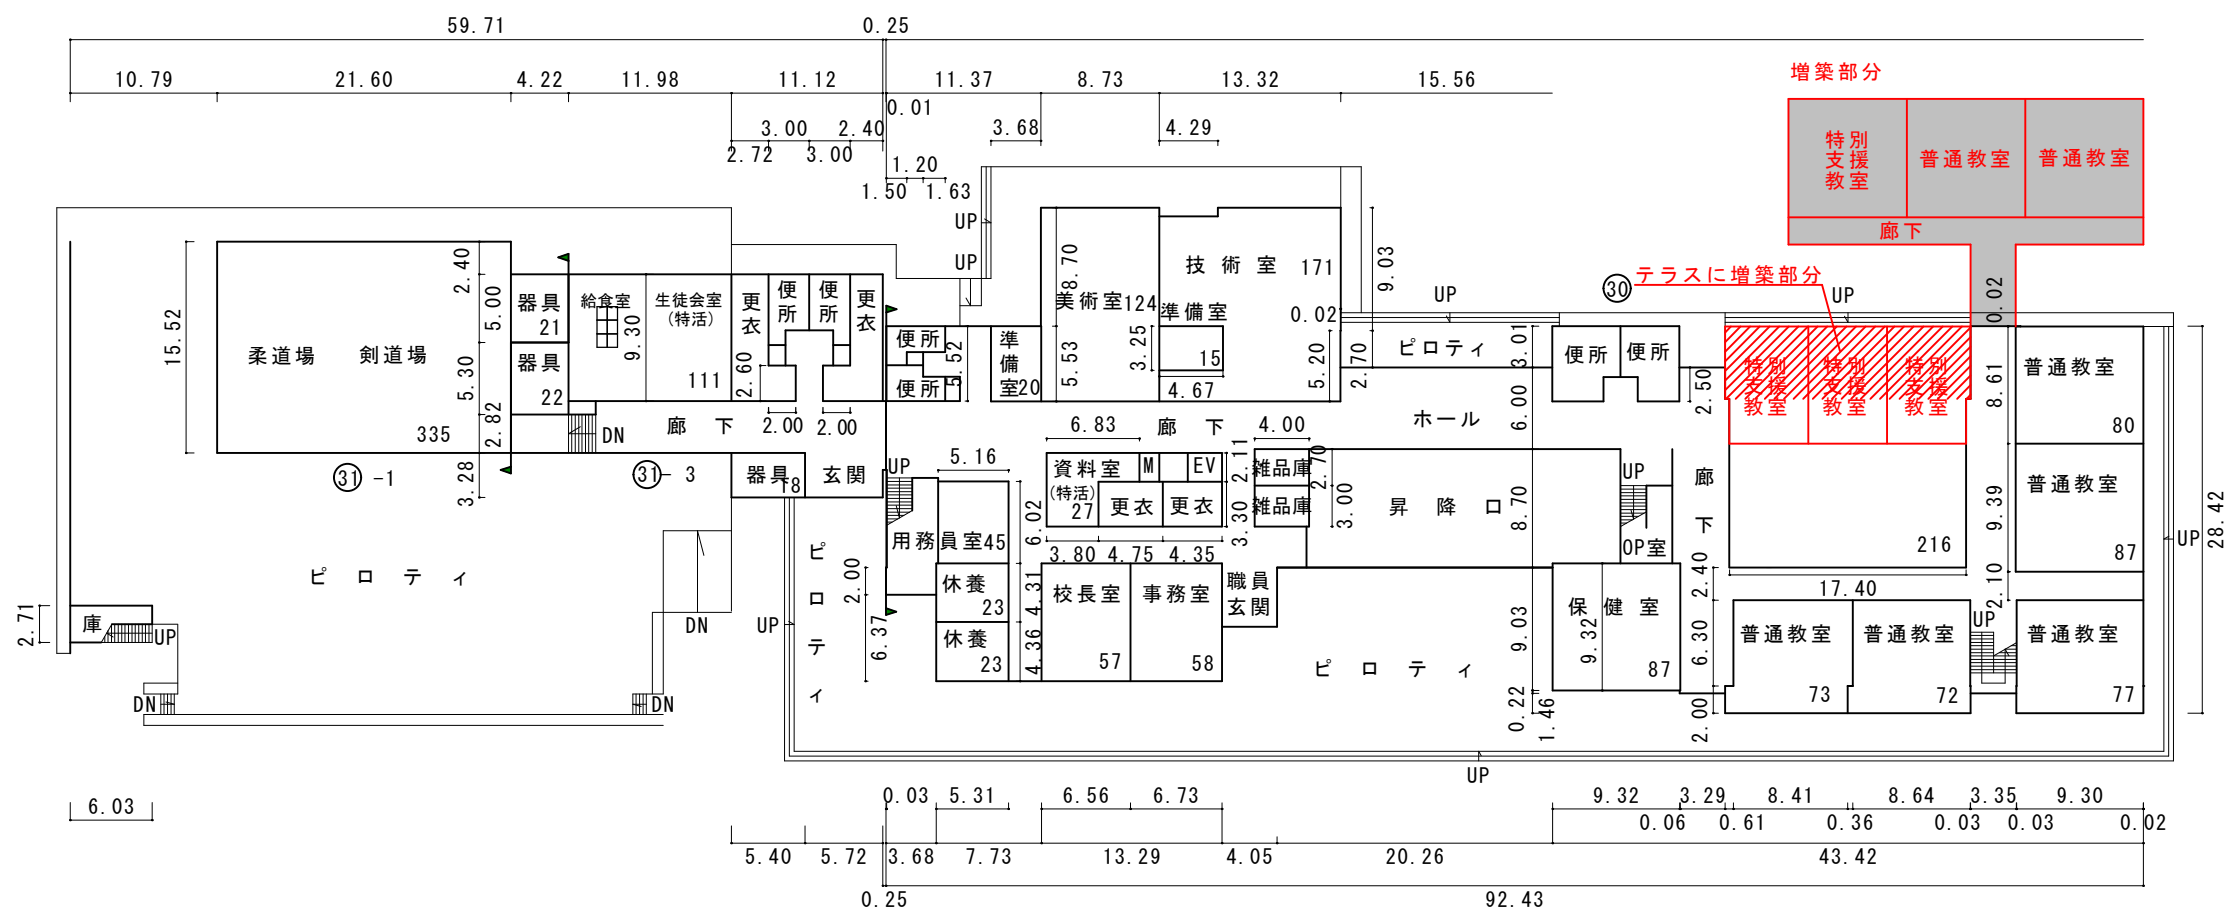 59.71
0.25
10.79
21.60
4.22
11.98
11.12
11.37
8.73
13.32
15.56
0.01
増築部分
3.00
2.40
2.72
3.00
3.68
4.29
1.20
1.50
1.63
特別
支援
教室
普通教室
普通教室
廊下
UP
UP
UP
UP
テラスに増築部分
30
0.02
15.52
2.40
5.00
5.30
2.82
3.28
柔道場
剣道場
335
器具
21
器具
22
給食室
9.30
生徒会室
(特活)
111
更
衣
便
所
便
所
更
衣
2.60
2.00
2.00
便所
便所
5.52
準
備
室
20
8.70
5.53
美術室
124
技術室
171
準備室
3.25
15
4.67
0.02
9.03
5.20
2.70
ピロティ
3.01
便所
便所
2.50
特別
支援
教室
特別
支援
教室
特別
支援
教室
8.61
普通教室
80
6.00
ホール
DN
廊下
廊下
6.83
4.00
2.11
5.16
31
-1
31
- 3
器具
18
玄関
UP
資料室
(特活)
27
M
EV
更衣
更衣
3.30
雑品庫
雑品庫
2.70
3.00
昇降口
8.70
UP
OP室
廊
下
216
9.39
普通教室
87
28.42
UP
用務員室
45
6.02
3.80
4.75
4.35
ピロティ
ピ
ロ
テ
ィ
2.00
6.37
休養
23
休養
23
4.31
4.36
校長室
57
事務室
58
職員
玄関
ピロティ
保健室
9.03
9.32
87
0.22
1.46
2.40
6.30
2.00
17.40
2.10
普通教室
73
普通教室
72
UP
普通教室
77
2.71
庫
UP
DN
UP
DN
DN
UP
6.03
0.03
5.31
6.56
6.73
9.32
3.29
8.41
8.64
3.35
9.30
0.06
0.61
0.36
0.03
0.03
0.02
5.40
5.72
3.68
7.73
13.29
4.05
20.26
43.42
0.25
92.43